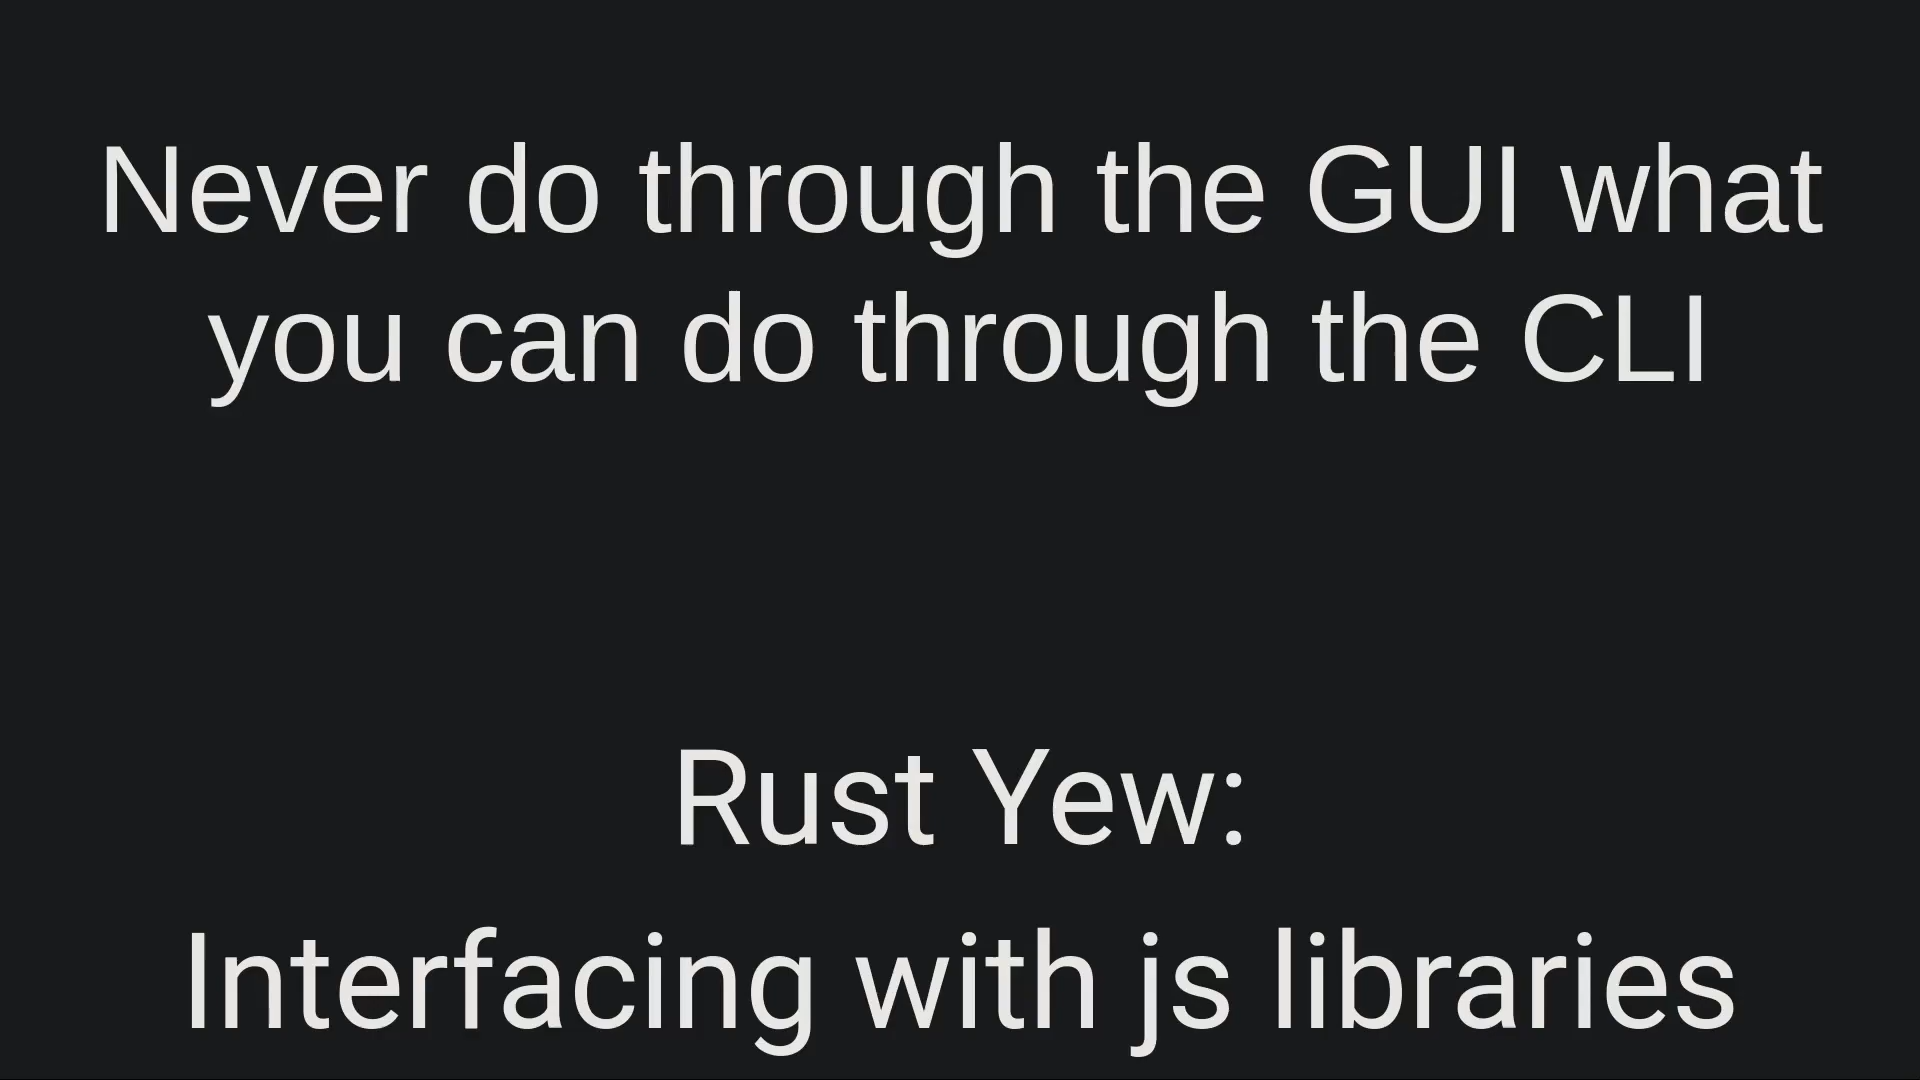 Never do through the GUI what
you can do through the CLI
Rust Yew:
Interfacing with js libraries